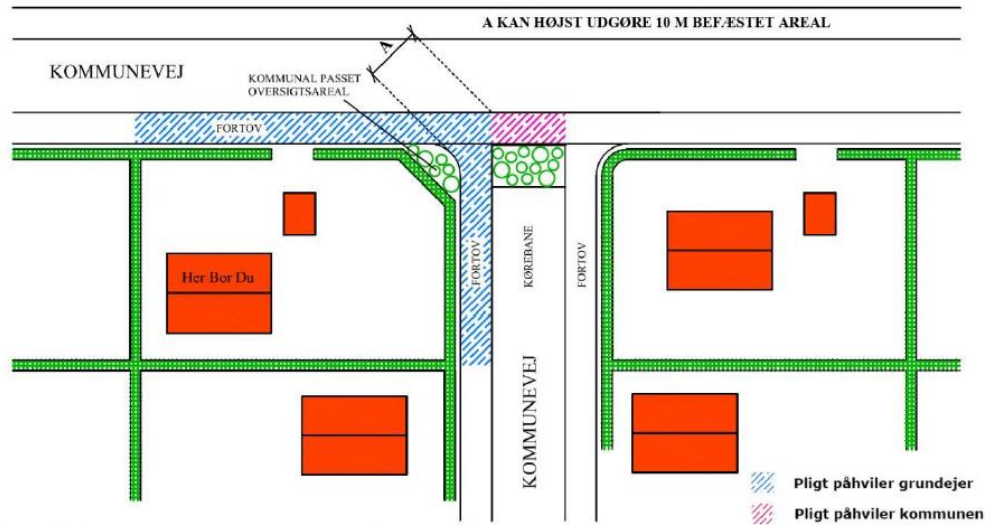 A KAN HØJST UDGØRE 10 M BEFÆSTET AREAL
A
KOMMUNEVEJ
KOMMUNAL PASSET
OVERSIGTSAREAL
FORTOV
Her Bor Du
FORTOV
KØREBANE
FORTOV
KOMMUNEVEJ
Pligt påhviler grundejer
Pligt påhviler kommunen